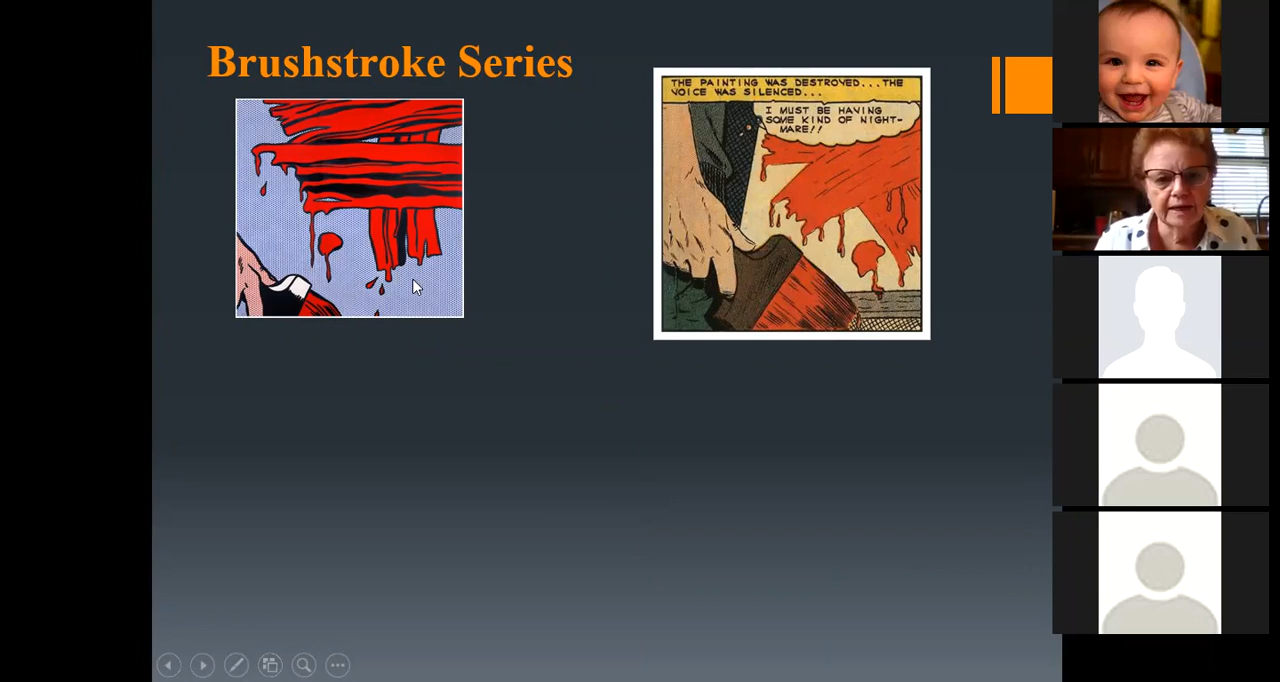 Brushstroke Series
THE PAINTING WAS DESTROYED...THE
VOICE WAS SILENCED...
I MUST BE HAVING
SOME KIND OF NIGHT-
MARE!!